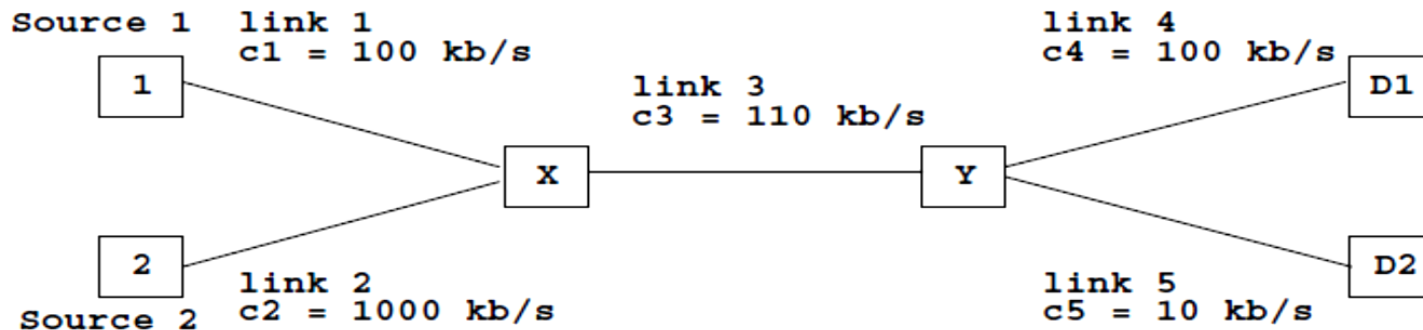 Source 1
link 1
c1 = 100 kb/s
1
link 3
c3 = 110 kb/s
link 4
c4 = 100 kb/s
D1
X
Y
2
Source 2
link 2
c2 = 1000 kb/s
link 5
c5 = 10 kb/s
D2